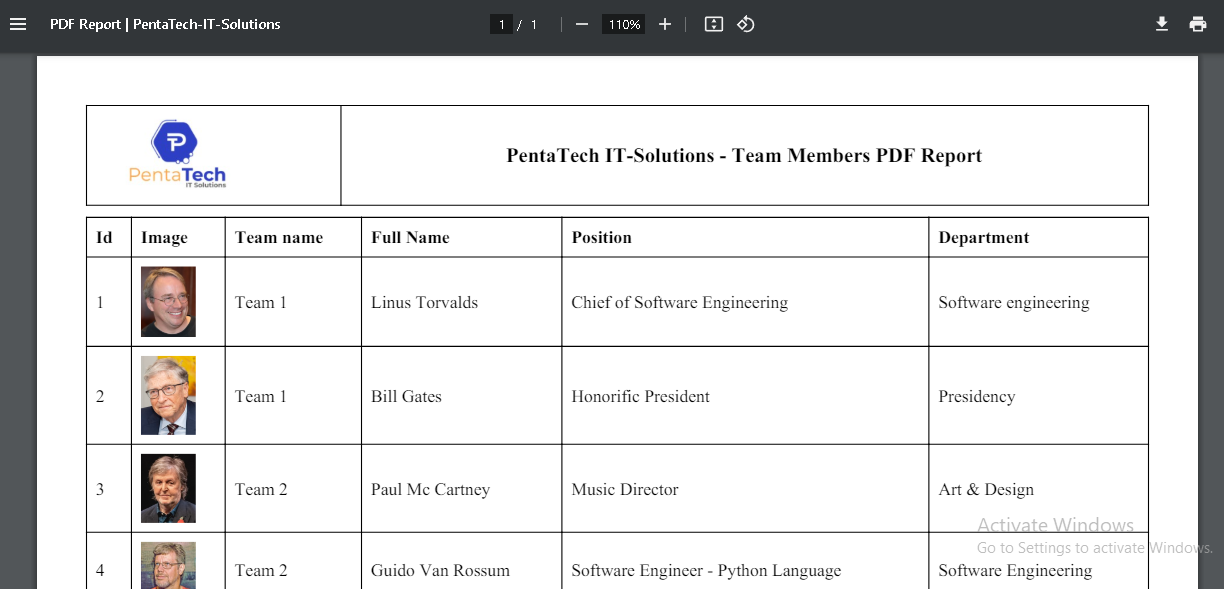 PDF Report | PentaTech-IT-Solutions 1 / 1 110%
PentaTech
IT Solutions
PentaTech IT-Solutions - Team Members PDF Report
Id Image Team name Full Name Position Department
1 Team 1 Linus Torvalds Chief of Software Engineering Software engineering
2 Team 1 Bill Gates Honorific President Presidency
3 Team 2 Paul Mc Cartney Music Director Art & Design
Activate Windows
Go to Settings to activate Windows.
4 Team 2 Guido Van Rossum Software Engineer - Python Language Software Engineering